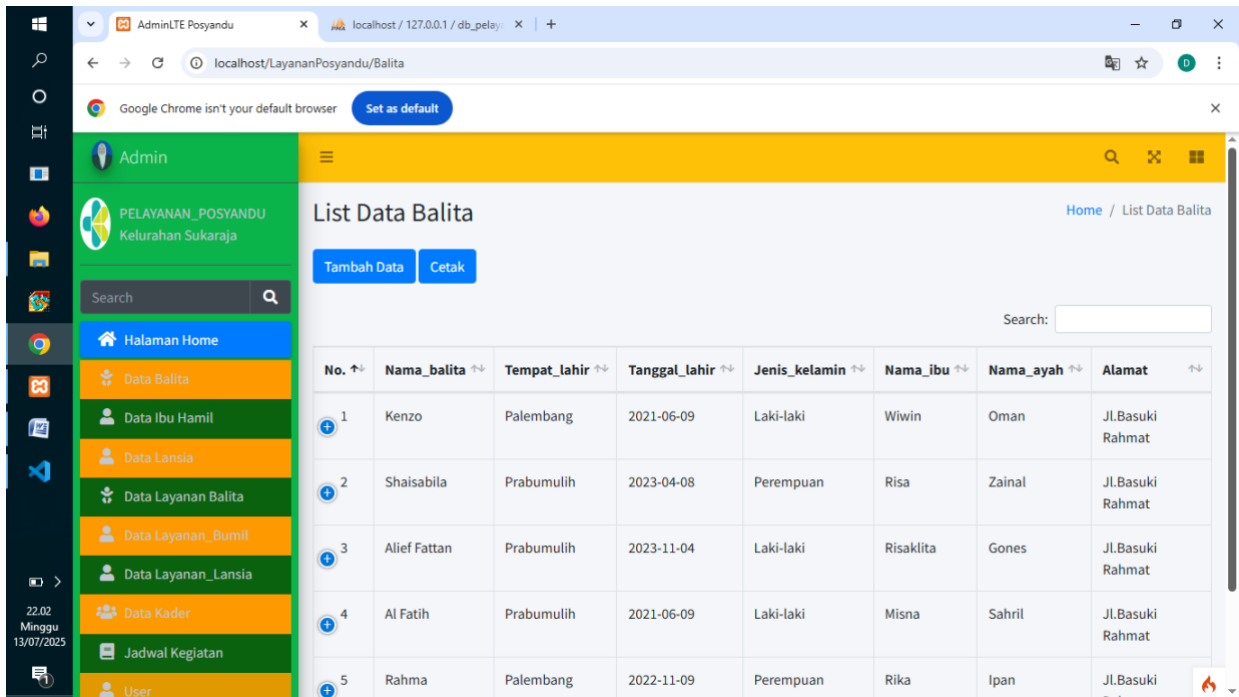 AdminLTE Posyandu
localhost / 127.0.0.1 / db_pelay
localhost/LayananPosyandu/Balita
D
Google Chrome isn't your default browser
Set as default
Admin
PELAYANAN_POSYANDU
Kelurahan Sukaraja
List Data Balita
Home / List Data Balita
Tambah Data
Cetak
Search
Search:
Halaman Home
Data Balita
Data Ibu Hamil
Data Lansia
Data Layanan Balita
Data Layanan_Bumil
Data Layanan_Lansia
Data Kader
Jadwal Kegiatan
User
No. Nama_balita Tempat_lahir Tanggal_lahir Jenis_kelamin Nama_ibu Nama_ayah Alamat
1 Kenzo Palembang 2021-06-09 Laki-laki Wiwin Oman Jl.Basuki
Rahmat
2 Shaisabila Prabumulih 2023-04-08 Perempuan Risa Zainal Jl.Basuki
Rahmat
3 Alief Fattan Prabumulih 2023-11-04 Laki-laki Risaklita Gones Jl.Basuki
Rahmat
4 Al Fatih Prabumulih 2021-06-09 Laki-laki Misna Sahril Jl.Basuki
Rahmat
5 Rahma Palembang 2022-11-09 Perempuan Rika Ipan Jl.Basuki
22.02
Minggu
13/07/2025
1